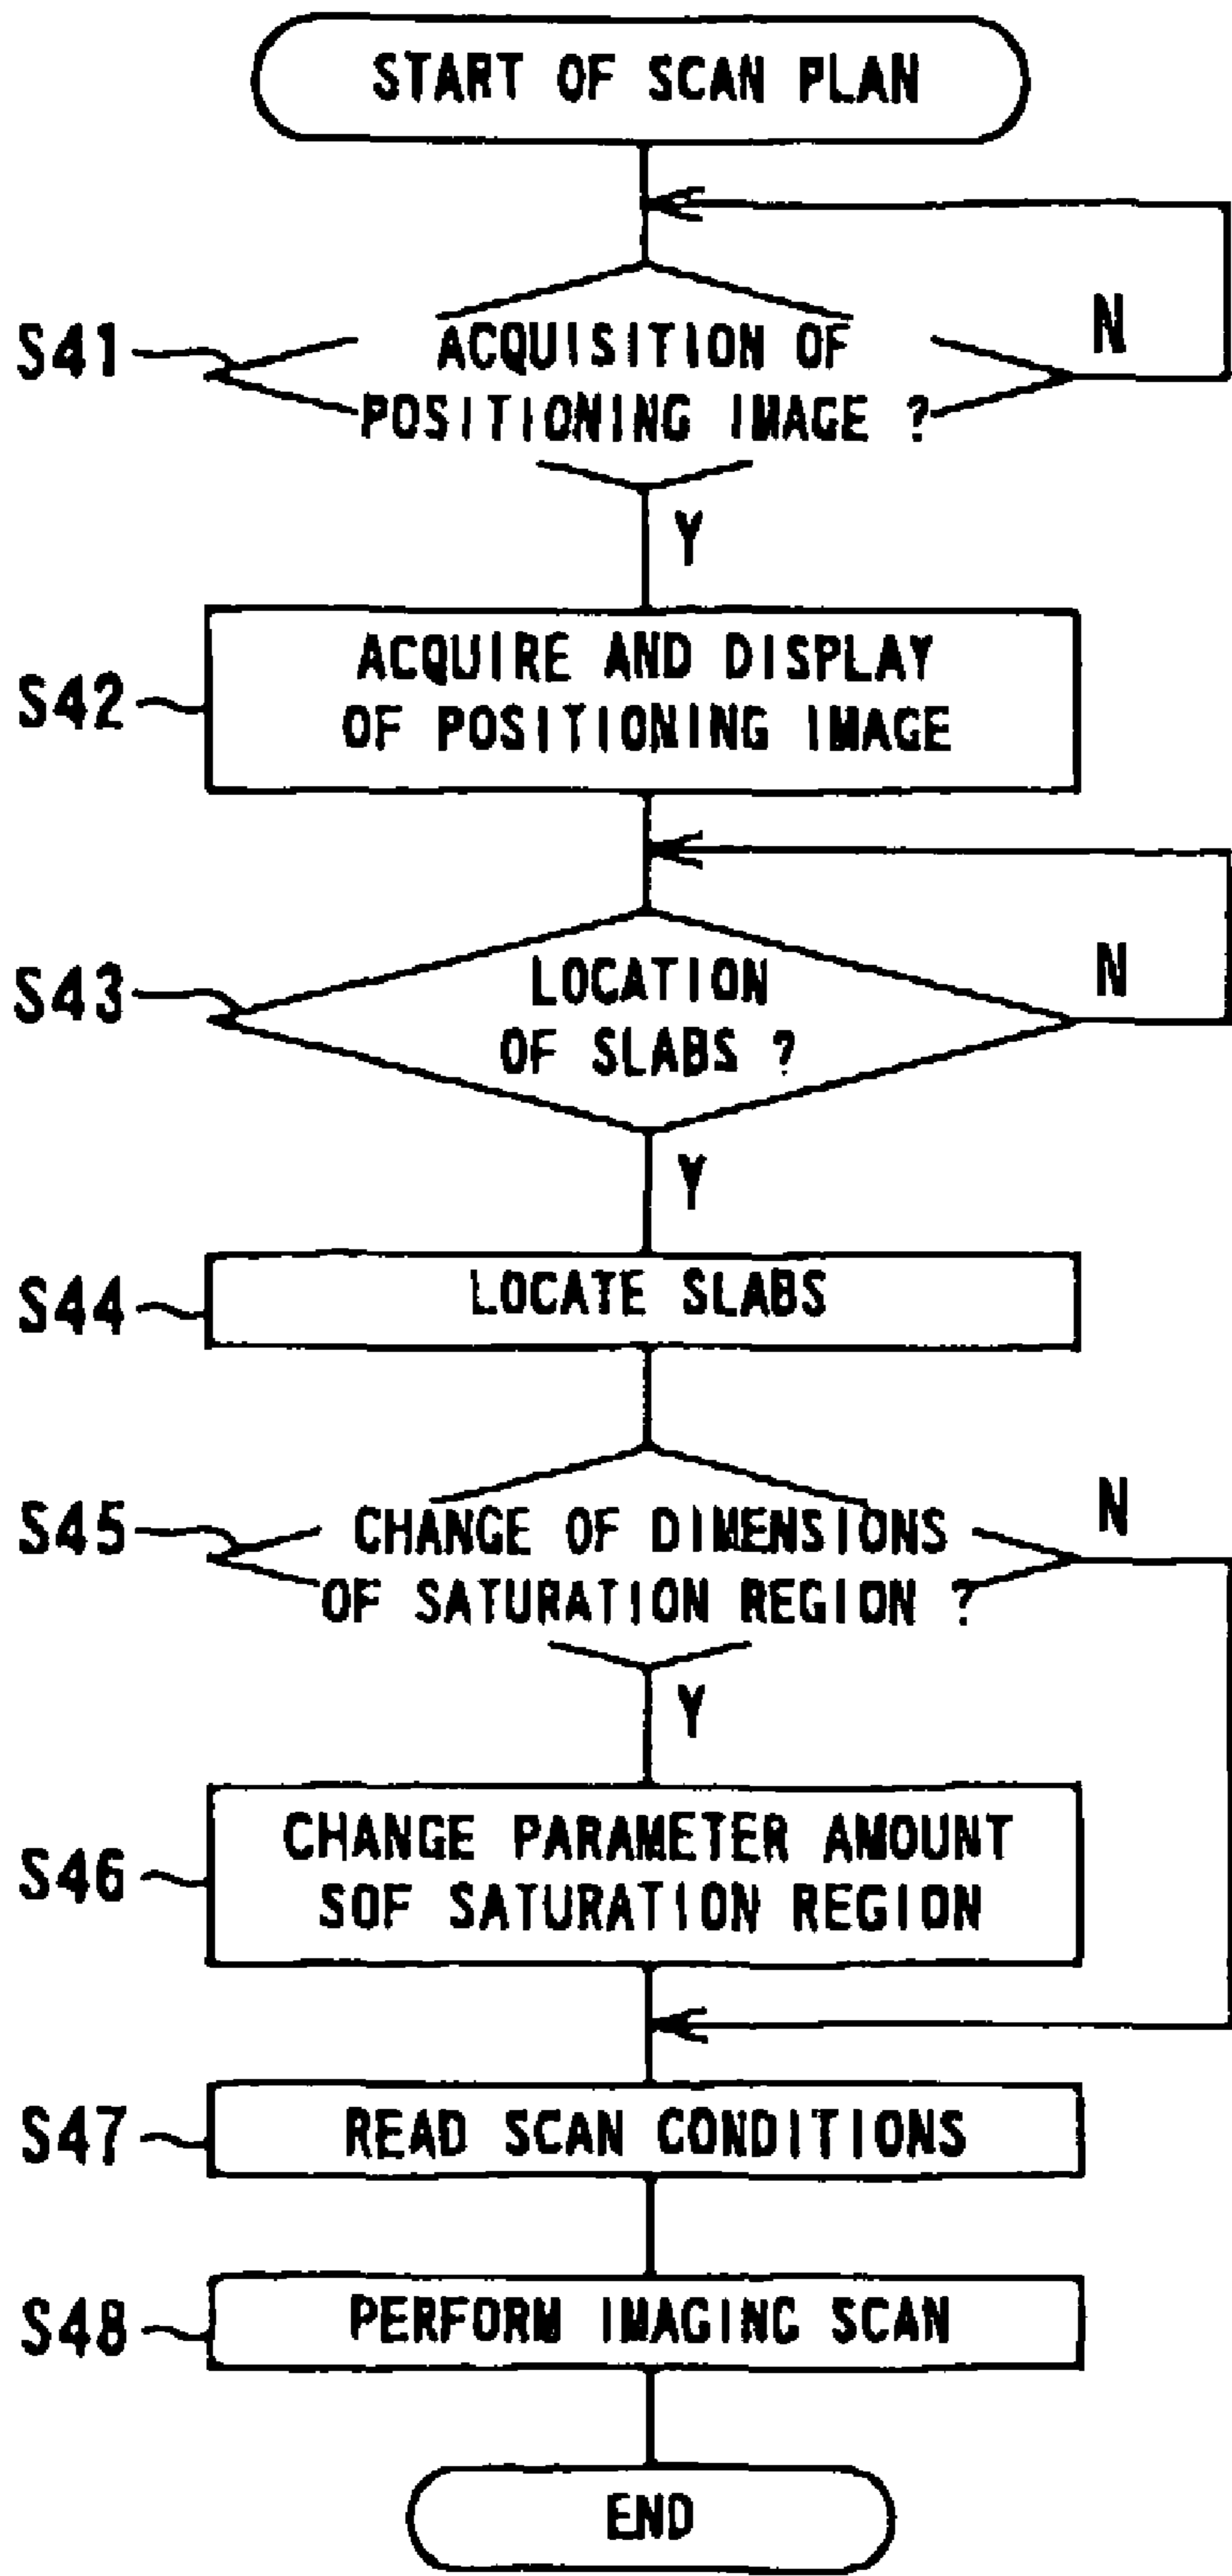 START OF SCAN PLAN
S41
ACQUISITION OF
N
POSITIONING IMAGE ?
Y
S42
ACQUIRE AND DISPLAY
OF POSITIONING IMAGE
S43
LOCATION
N
OF SLABS ?
Y
S44
LOCATE SLABS
S45
CHANGE OF DIMENSIONS
N
OF SATURATION REGION ?
Y
S46
CHANGE PARAMETER AMOUNT
SOF SATURATION REGION
S47
READ SCAN CONDITIONS
S48
PERFORM IMAGING SCAN
END